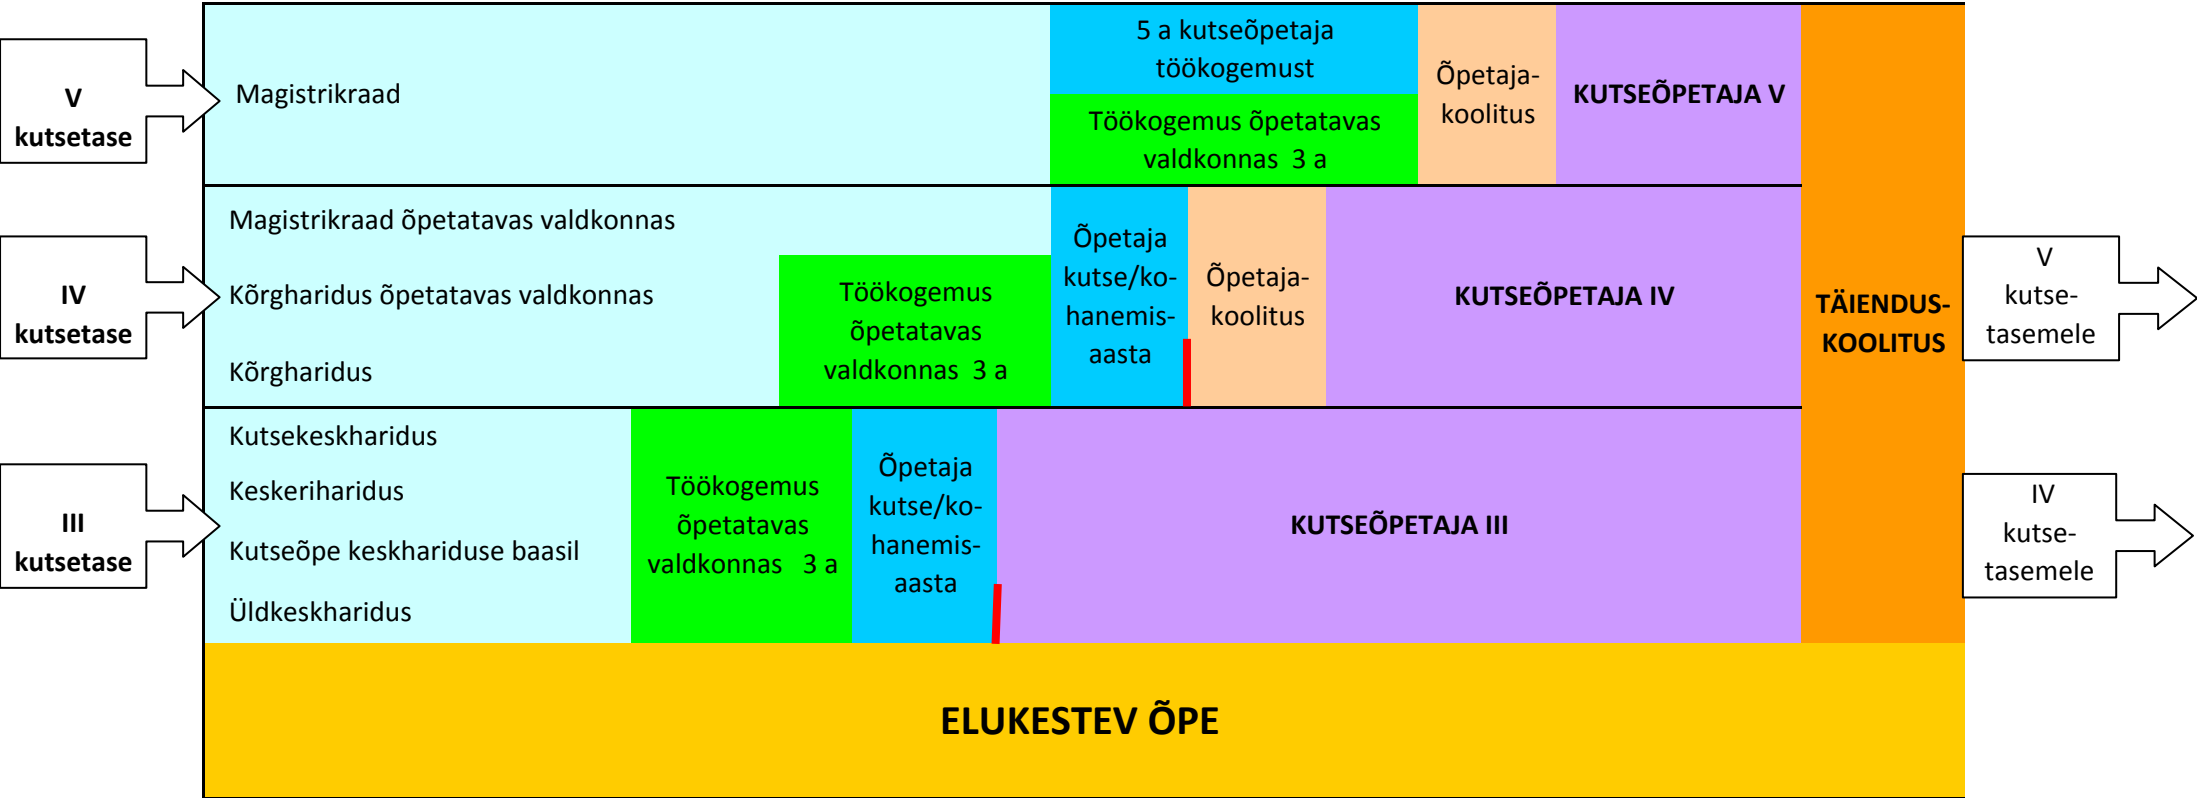 V
kutsetase
Magistrikraad
5 a kutseõpetaja
töökogemust
Töökogemus õpetatavas
valdkonnas 3 a
Õpetaja-
koolitus
KUTSEÕPETAJA V
IV
kutsetase
Magistrikraad õpetatavas valdkonnas
Kõrgharidus õpetatavas valdkonnas
Kõrgharidus
Töökogemus
õpetatavas
valdkonnas 3 a
Õpetaja
kutse/ko-
hanemis-
aasta
Õpetaja-
koolitus
KUTSEÕPETAJA IV
TÄIENDUS-
KOOLITUS
V
kutse-
tasemele
III
kutsetase
Kutsekeskharidus
Keskeriharidus
Kutseõpe keskhariduse baasil
Üldkeskharidus
Töökogemus
õpetatavas
valdkonnas 3 a
Õpetaja
kutse/ko-
hanemis-
aasta
KUTSEÕPETAJA III
IV
kutse-
tasemele
ELUKESTEV ÕPE